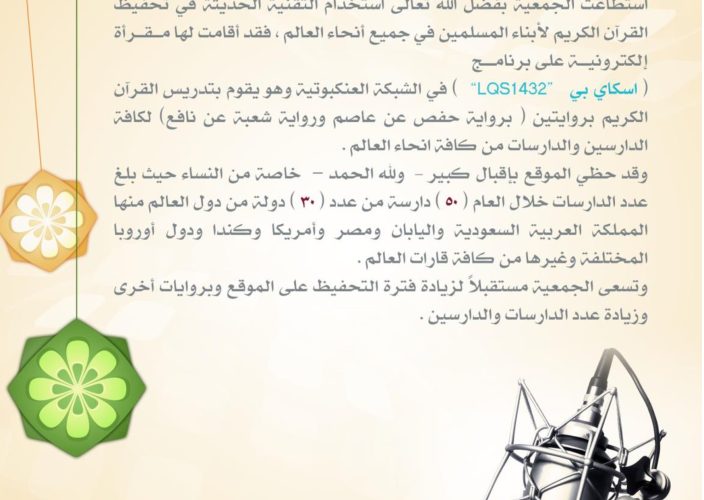 استطاعت الجمعية بفضل الله تعالى استخدام التقنية الحديثة في تحفيظ
القرآن الكريم لأبناء المسلمين في جميع أنحاء العالم ، فقد أقامت لها مقـرأة
إلكترونيـة على برنامـج
( اسكاي بي "LQS1432" ) في الشبكة العنكبوتية وهو يقوم بتدريس القرآن
الكريم بروايتين ( برواية حفص عن عاصم ورواية شعبة عن نافع) لكافة
الدارسين والدارسات من كافة انحاء العالم .
وقد حظي الموقع بإقبال كبير – ولله الحمد – خاصة من النساء حيث بلغ
عدد الدارسات خلال العام ( ٥٠ ) دارسة من عدد ( ٣٠ ) دولة من دول العالم منها
المملكة العربية السعودية واليابان ومصر وأمريكا وكندا ودول أوروبا
المختلفة وغيرها من كافة قارات العالم .
وتسعى الجمعية مستقبلاً لزيادة فترة التحفيظ على الموقع وبروايات أخرى
وزيادة عدد الدارسات والدارسين .